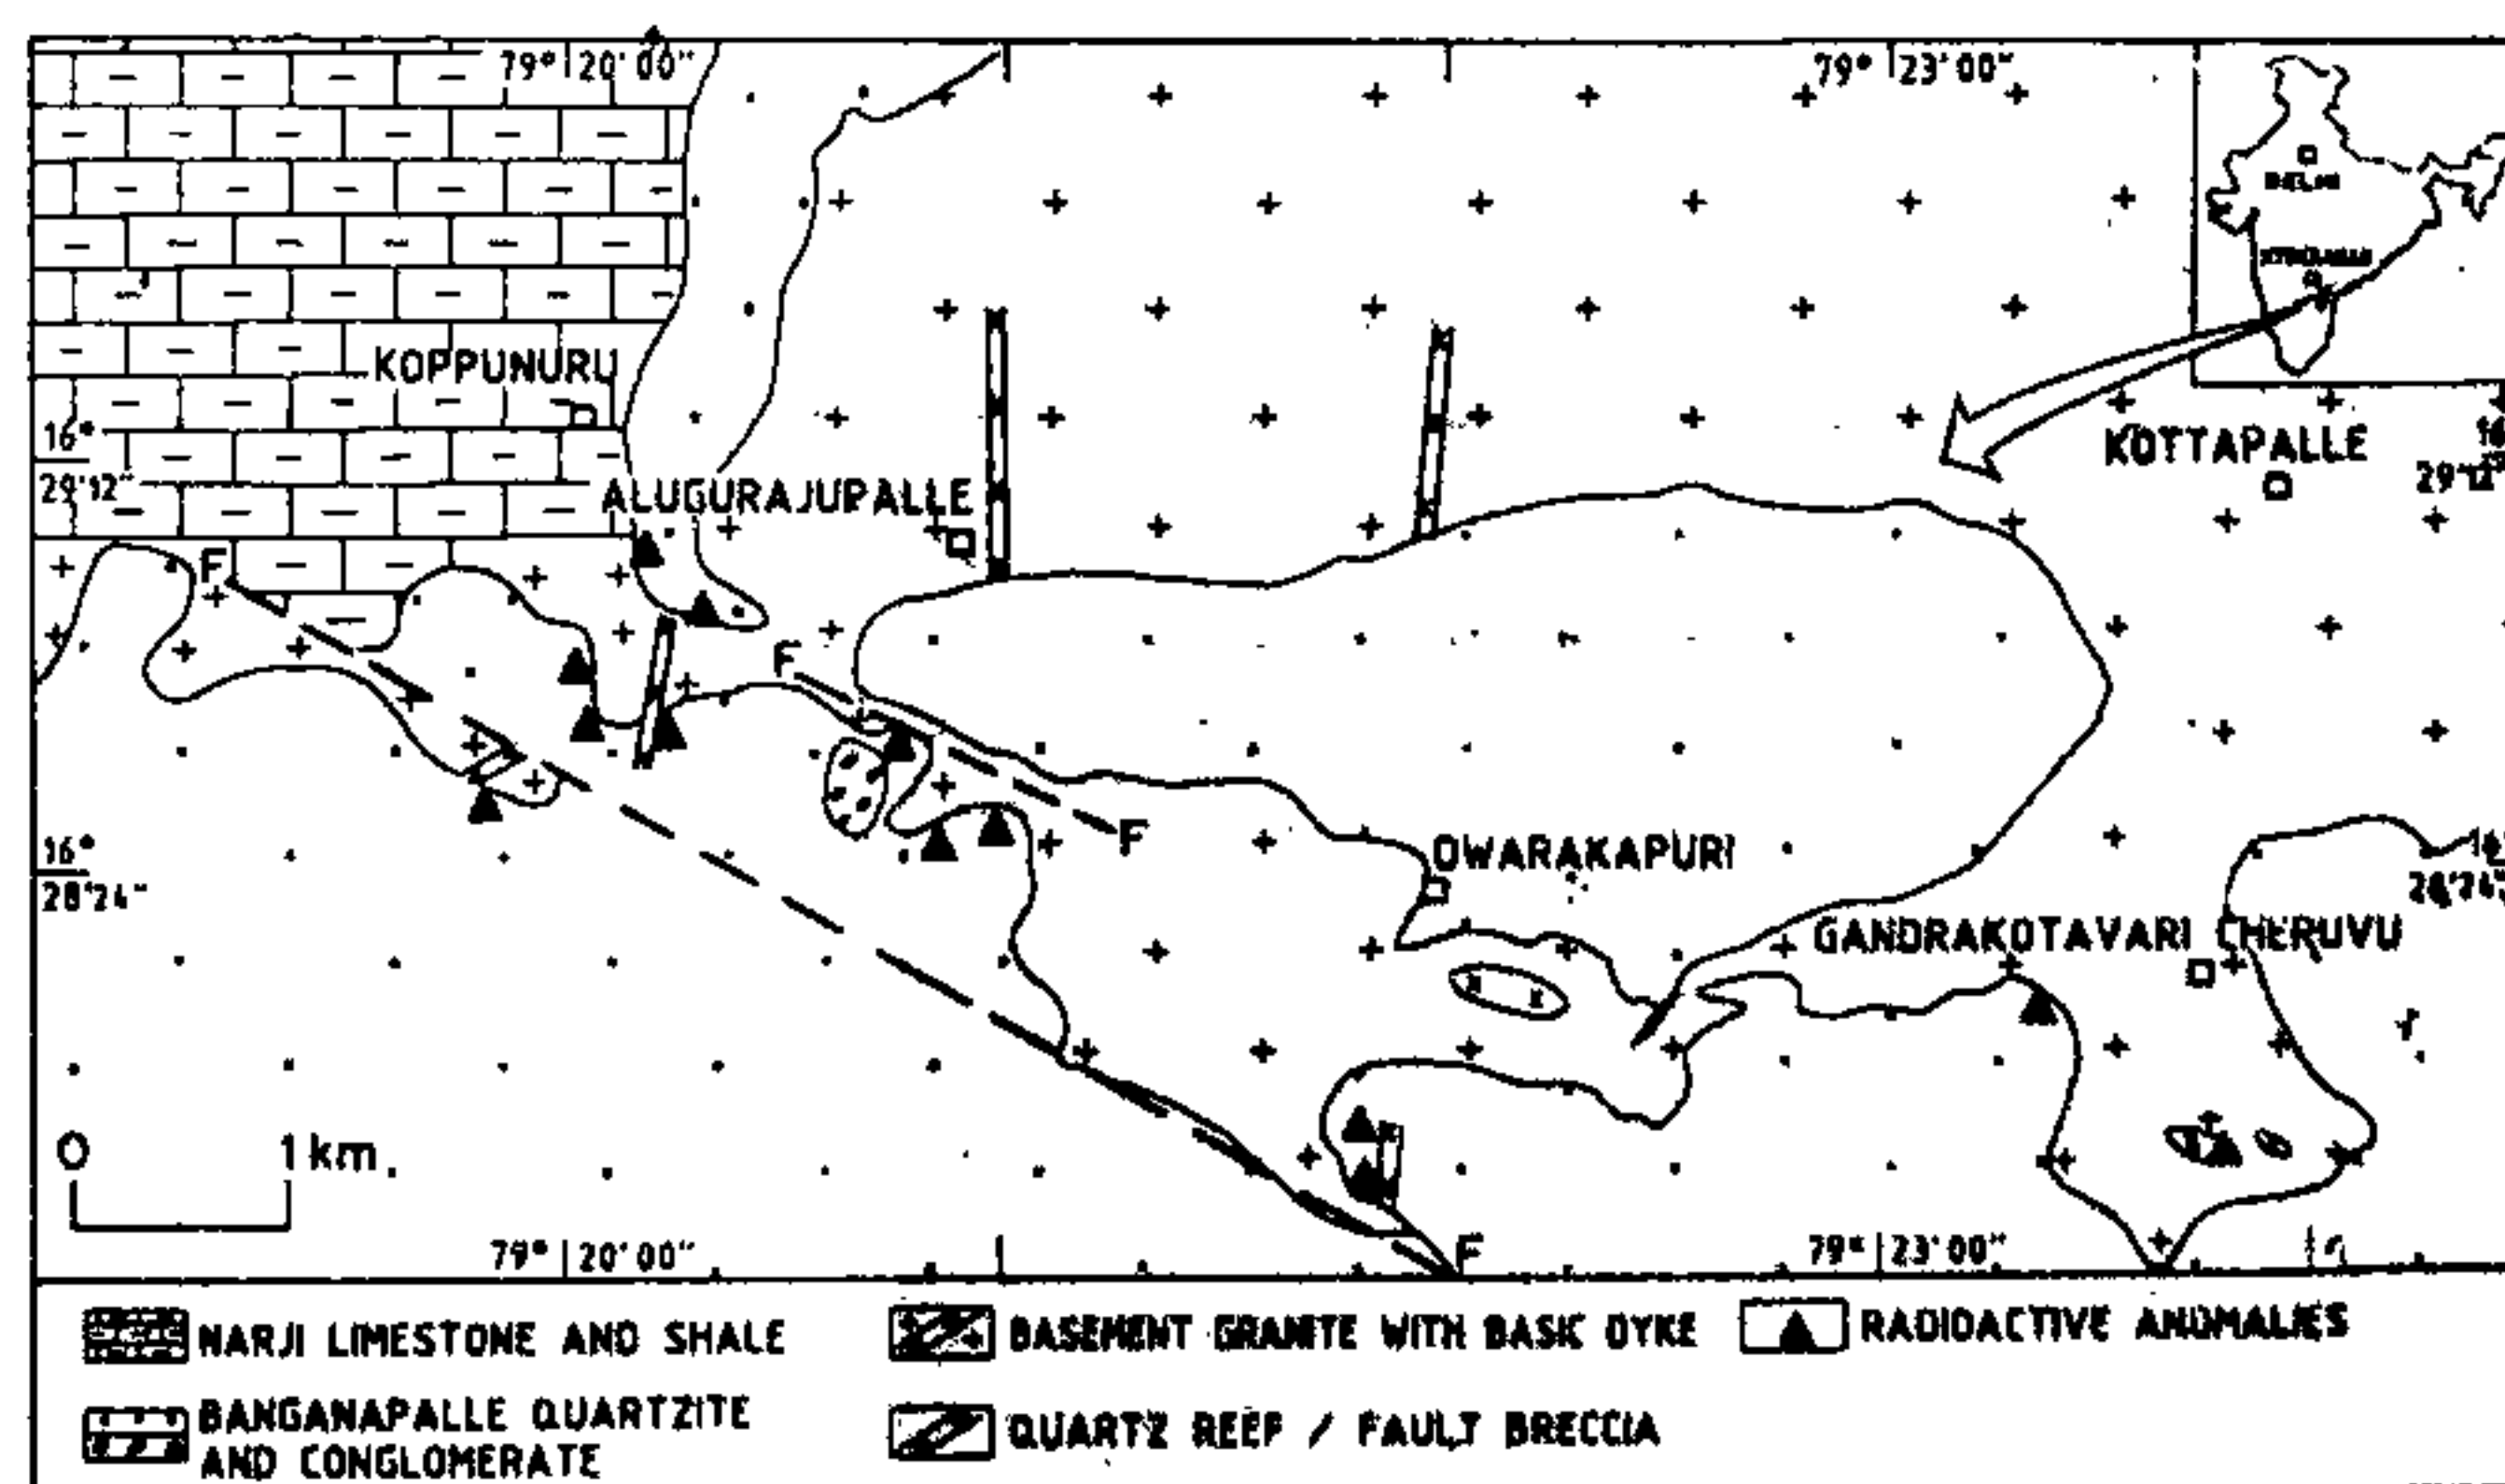 79° 20' 00"
79° 23' 00"
DELHI
KOPPUNURU
16°
29'12"
KOTTAPALLE
ALUGURAJUPALLE
F
F
F
16°
28'24"
OWARAKAPURI
28'24"
GANDRAKOTAVARI CHERUVU
0 1 km.
F
79° 20' 00"
79° 23' 00"
NARJI LIMESTONE AND SHALE
BASEMENT GRANITE WITH BASIC DYKE
RADIOACTIVE ANOMALIES
BANGANAPALLE QUARTZITE
AND CONGLOMERATE
QUARTZ REEF / FAULT BRECCIA